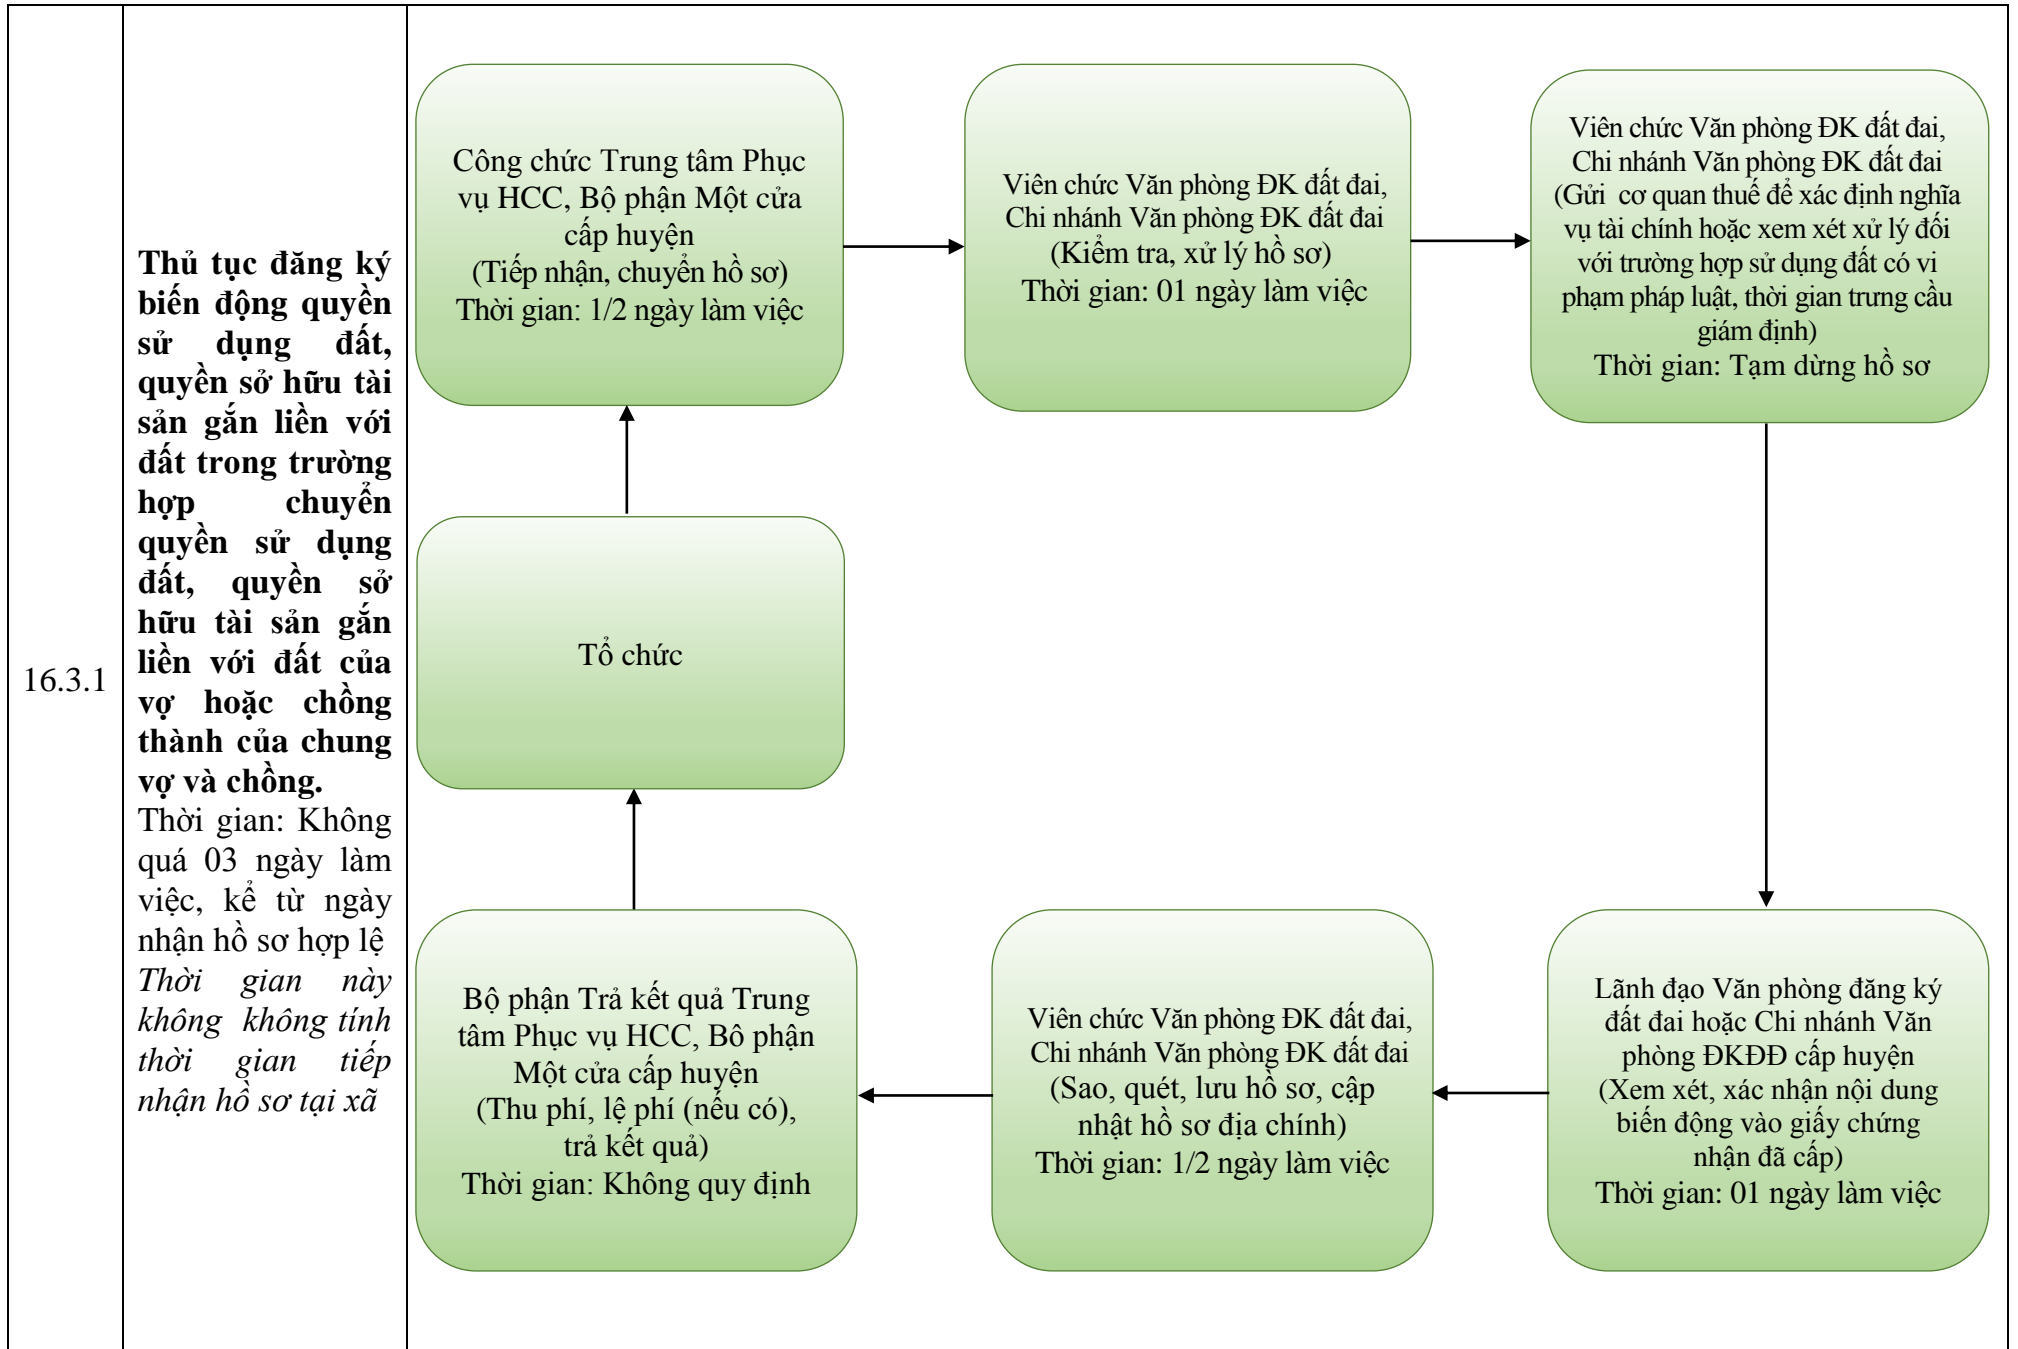 16.3.1
Thủ tục đăng ký
biến động quyền
sử dụng đất,
quyền sở hữu tài
sản gắn liền với
đất trong trường
hợp chuyển
quyền sử dụng
đất, quyền sở
hữu tài sản gắn
liền với đất của
vợ hoặc chồng
thành của chung
vợ và chồng.
Thời gian: Không
quá 03 ngày làm
việc, kể từ ngày
nhận hồ sơ hợp lệ
Thời gian này
không không tính
thời gian tiếp
nhận hồ sơ tại xã
Công chức Trung tâm Phục
vụ HCC, Bộ phận Một cửa
cấp huyện
(Tiếp nhận, chuyển hồ sơ)
Thời gian: 1/2 ngày làm việc
Viên chức Văn phòng ĐK đất đai,
Chi nhánh Văn phòng ĐK đất đai
(Kiểm tra, xử lý hồ sơ)
Thời gian: 01 ngày làm việc
Viên chức Văn phòng ĐK đất đai,
Chi nhánh Văn phòng ĐK đất đai
(Gửi cơ quan thuế để xác định nghĩa
vụ tài chính hoặc xem xét xử lý đối
với trường hợp sử dụng đất có vi
phạm pháp luật, thời gian trưng cầu
giám định)
Thời gian: Tạm dừng hồ sơ
Tổ chức
Bộ phận Trả kết quả Trung
tâm Phục vụ HCC, Bô phận
Một cửa cấp huyện
(Thu phí, lệ phí (nếu có),
trả kết quả)
Thời gian: Không quy định
Viên chức Văn phòng ĐK đất đai,
Chi nhánh Văn phòng ĐK đất đai
(Sao, quét, lưu hồ sơ, cập
nhật hồ sơ địa chính)
Thời gian: 1/2 ngày làm việc
Lãnh đạo Văn phòng đăng ký
đất đai hoặc Chi nhánh Văn
phòng ĐKĐĐ cấp huyện
(Xem xét, xác nhận nội dung
biến động vào giấy chứng
nhận đã cấp)
Thời gian: 01 ngày làm việc